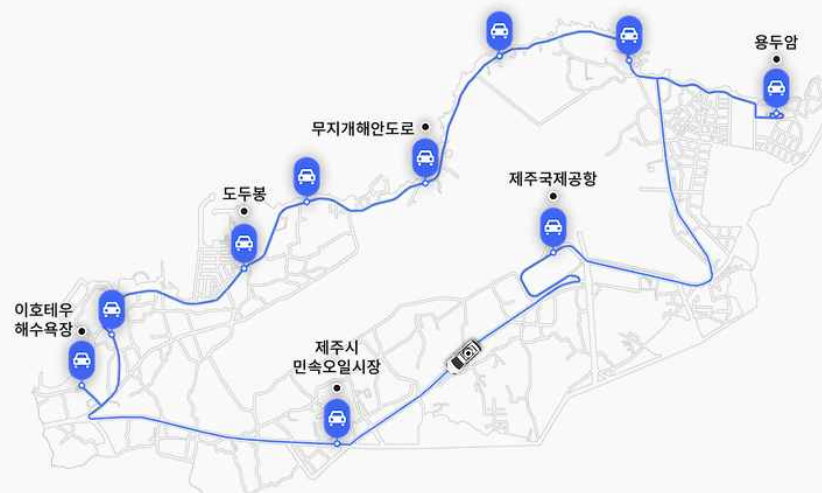 용두암
무지개해안도로
제주국제공항
도두봉
이호테우
해수욕장
제주시
민속오일시장